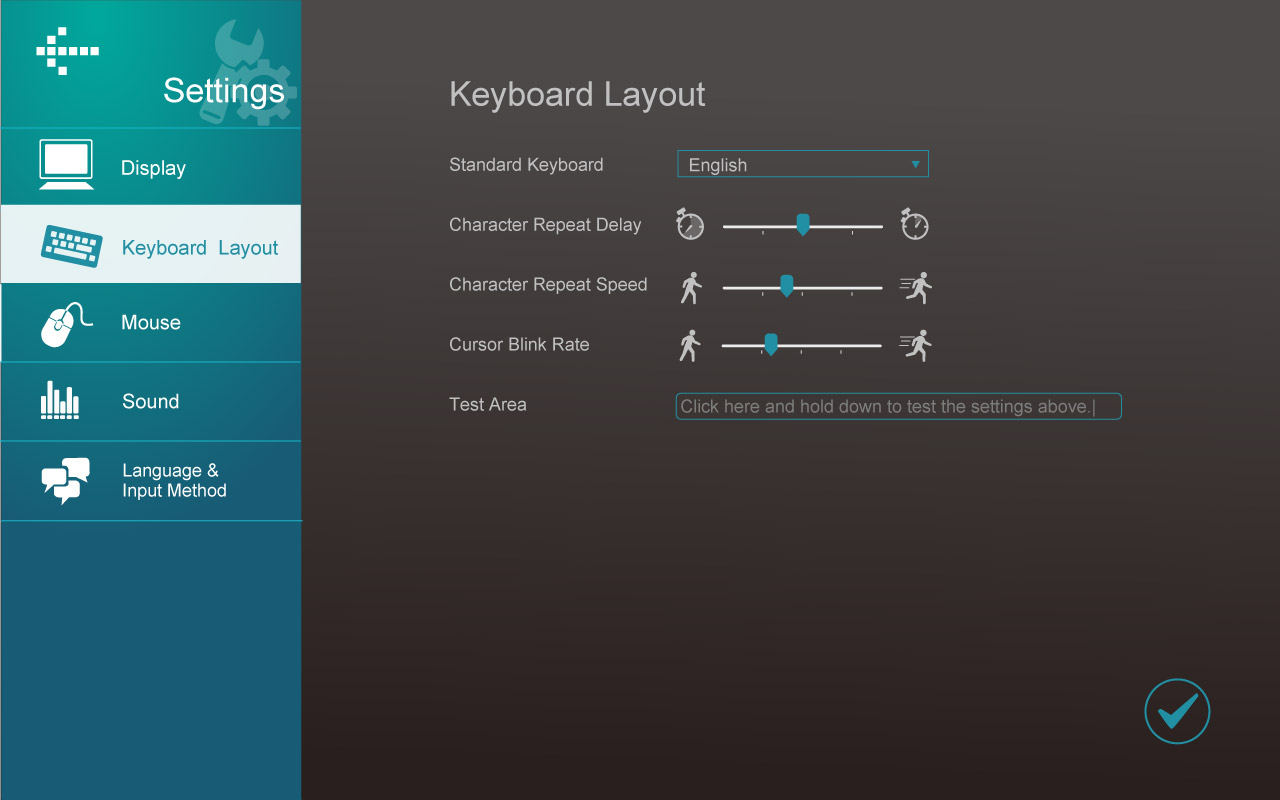 Settings
Display
Keyboard Layout
Mouse
Sound
Language &
Input Method
Keyboard Layout
Standard Keyboard English
Character Repeat Delay
Character Repeat Speed
Cursor Blink Rate
Test Area Click here and hold down to test the settings above.